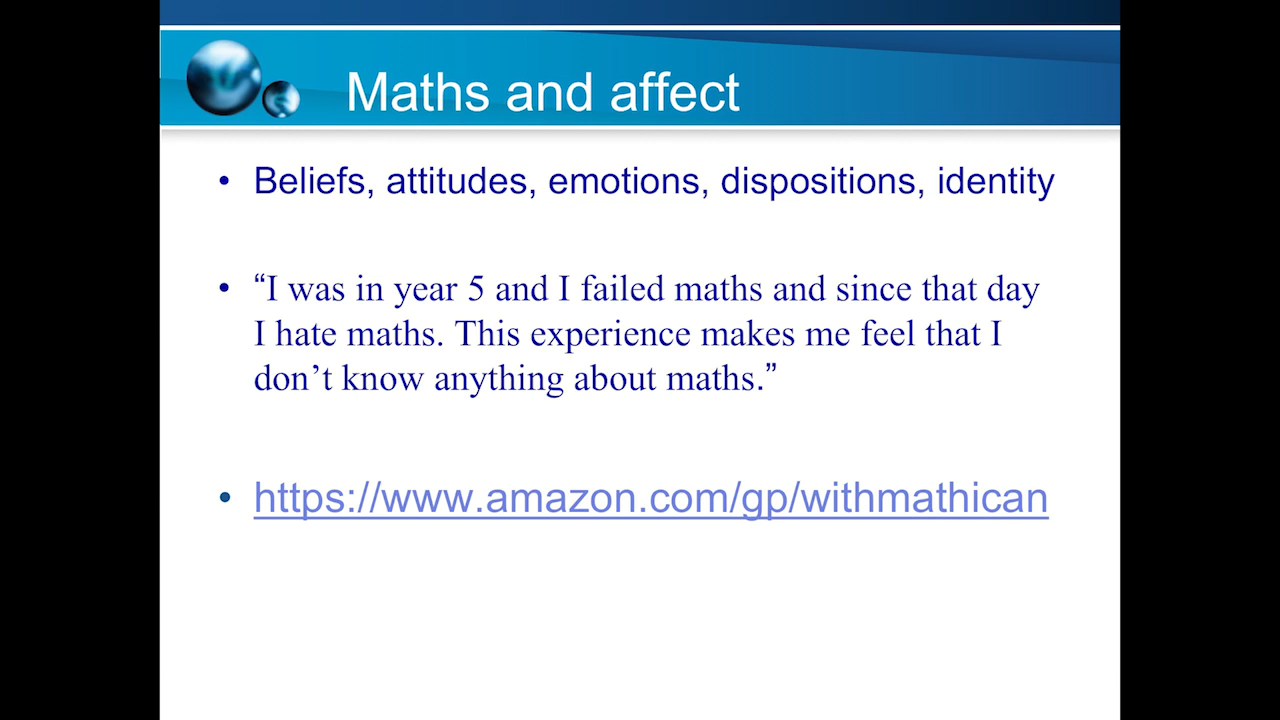 Maths and affect
• Beliefs, attitudes, emotions, dispositions, identity
• “I was in year 5 and I failed maths and since that day
I hate maths. This experience makes me feel that I
don’t know anything about maths.”
• https://www.amazon.com/gp/withmathican